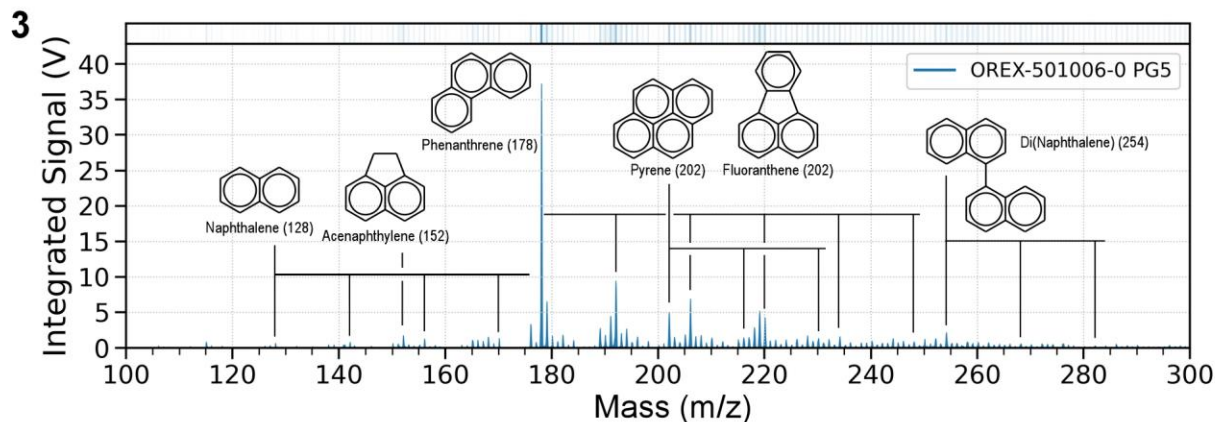 3
OREX-501006-0 PG5
Phenanthrene (178)
Naphthalene (128)
Acenaphthylene (152)
Pyrene (202)
Fluoranthene (202)
Di(Naphthalene) (254)
Integrated Signal (V)
40
35
30
25
20
15
10
5
0
100 120 140 160 180 200 220 240 260 280 300
Mass (m/z)